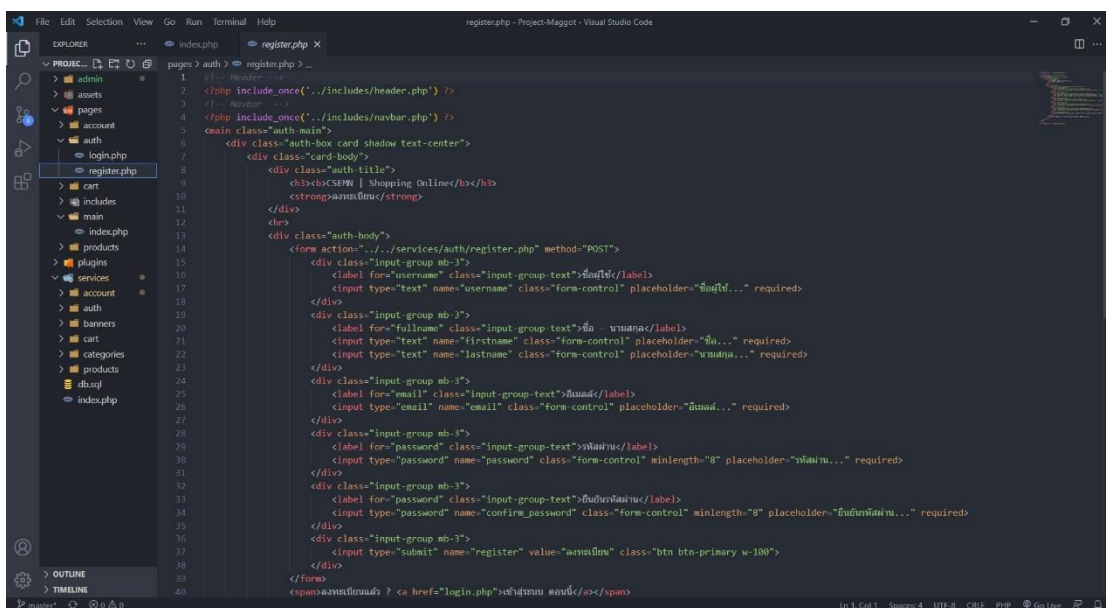 File Edit Selection View Go Run Terminal Help
register.php - Project-Maggot - Visual Studio Code
EXPLORER
index.php
register.php
PROJEC...
pages > auth > register.php > ...
admin
assets
pages
account
auth
login.php
register.php
cart
includes
main
index.php
products
plugins
services
account
auth
banners
cart
categories
products
db.sql
index.php
OUTLINE
TIMELINE
1 <!-- Header -->
2 <?php include_once('../includes/header.php') ?>
3 <!-- Navbar -->
4 <?php include_once('../includes/navbar.php') ?>
5 <main class="auth-main">
6 <div class="auth-box card shadow text-center">
7 <div class="card-body">
8 <div class="auth-title">
9 <h3><b>CSEMN | Shopping Online</b></h3>
10 <strong>ลงทะเบียน</strong>
11 </div>
12 <hr>
13 <div class="auth-body">
14 <form action="../../services/auth/register.php" method="POST">
15 <div class="input-group mb-3">
16 <label for="username" class="input-group-text">ชื่อผู้ใช้</label>
17 <input type="text" name="username" class="form-control" placeholder="ชื่อผู้ใช้..." required>
18 </div>
19 <div class="input-group mb-3">
20 <label for="fullname" class="input-group-text">ชื่อ - นามสกุล</label>
21 <input type="text" name="firstname" class="form-control" placeholder="ชื่อ..." required>
22 <input type="text" name="lastname" class="form-control" placeholder="นามสกุล..." required>
23 </div>
24 <div class="input-group mb-3">
25 <label for="email" class="input-group-text">อีเมลล์</label>
26 <input type="email" name="email" class="form-control" placeholder="อีเมลล์..." required>
27 </div>
28 <div class="input-group mb-3">
29 <label for="password" class="input-group-text">รหัสผ่าน</label>
30 <input type="password" name="password" class="form-control" minlength="8" placeholder="รหัสผ่าน..." required>
31 </div>
32 <div class="input-group mb-3">
33 <label for="password" class="input-group-text">ยืนยันรหัสผ่าน</label>
34 <input type="password" name="confirm_password" class="form-control" minlength="8" placeholder="ยืนยันรหัสผ่าน..." required>
35 </div>
36 <div class="input-group mb-3">
37 <input type="submit" name="register" value="ลงทะเบียน" class="btn btn-primary w-100">
38 </div>
39 </form>
40 <span>ลงทะเบียนแล้ว ? <a href="login.php">เข้าสู่ระบบ ตอนนี้</a></span>
master* 0 0 Ln 1, Col 1 Spaces: 4 UTF-8 CRLF PHP Go Live